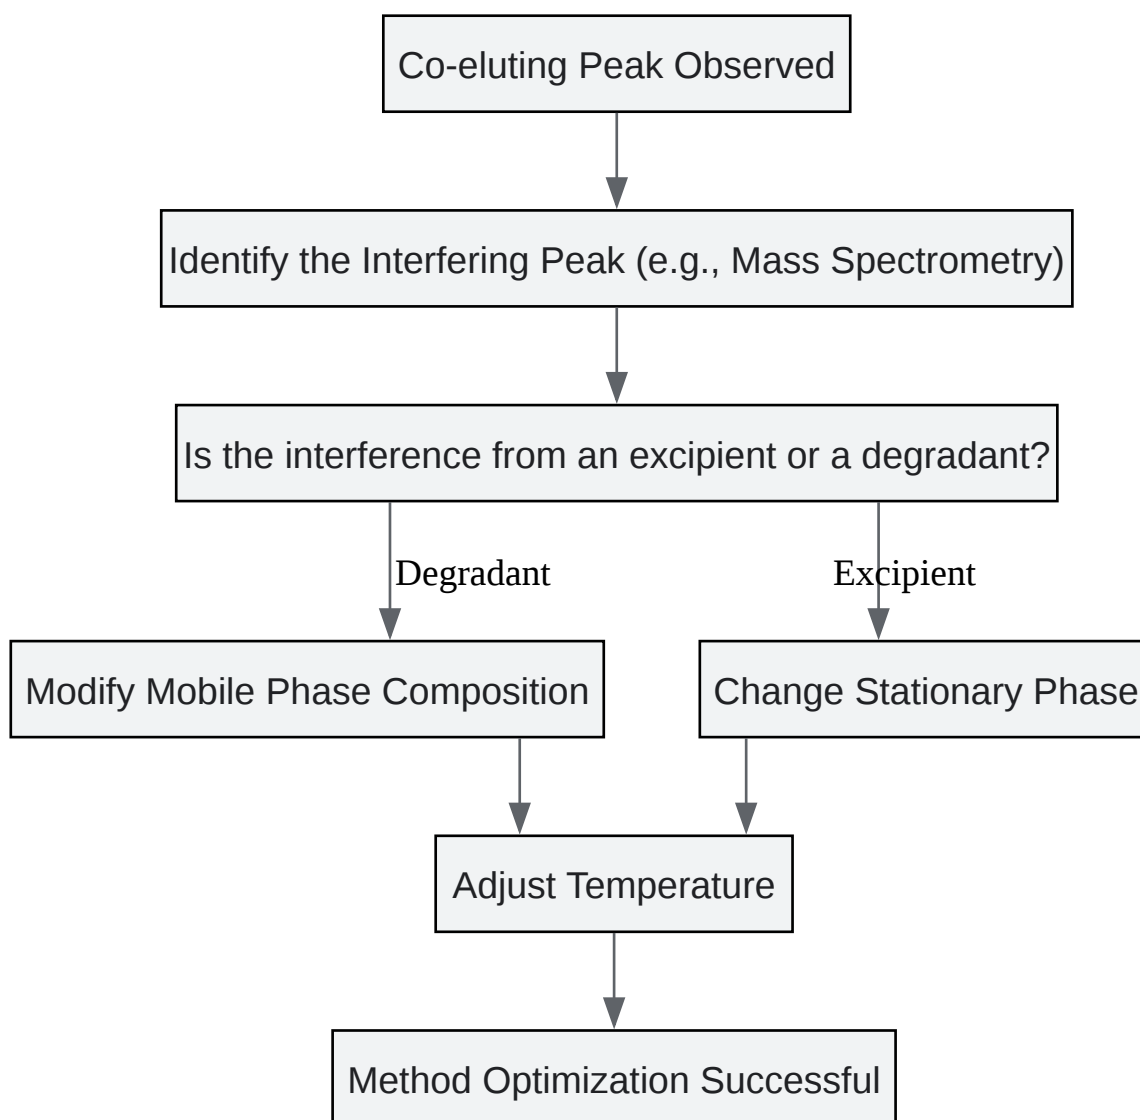 Co-eluting Peak Observed
Identify the Interfering Peak (e.g., Mass Spectrometry)
Is the interference from an excipient or a degradant?
Degradant
Excipient
Modify Mobile Phase Composition
Change Stationary Phase
Adjust Temperature
Method Optimization Successful